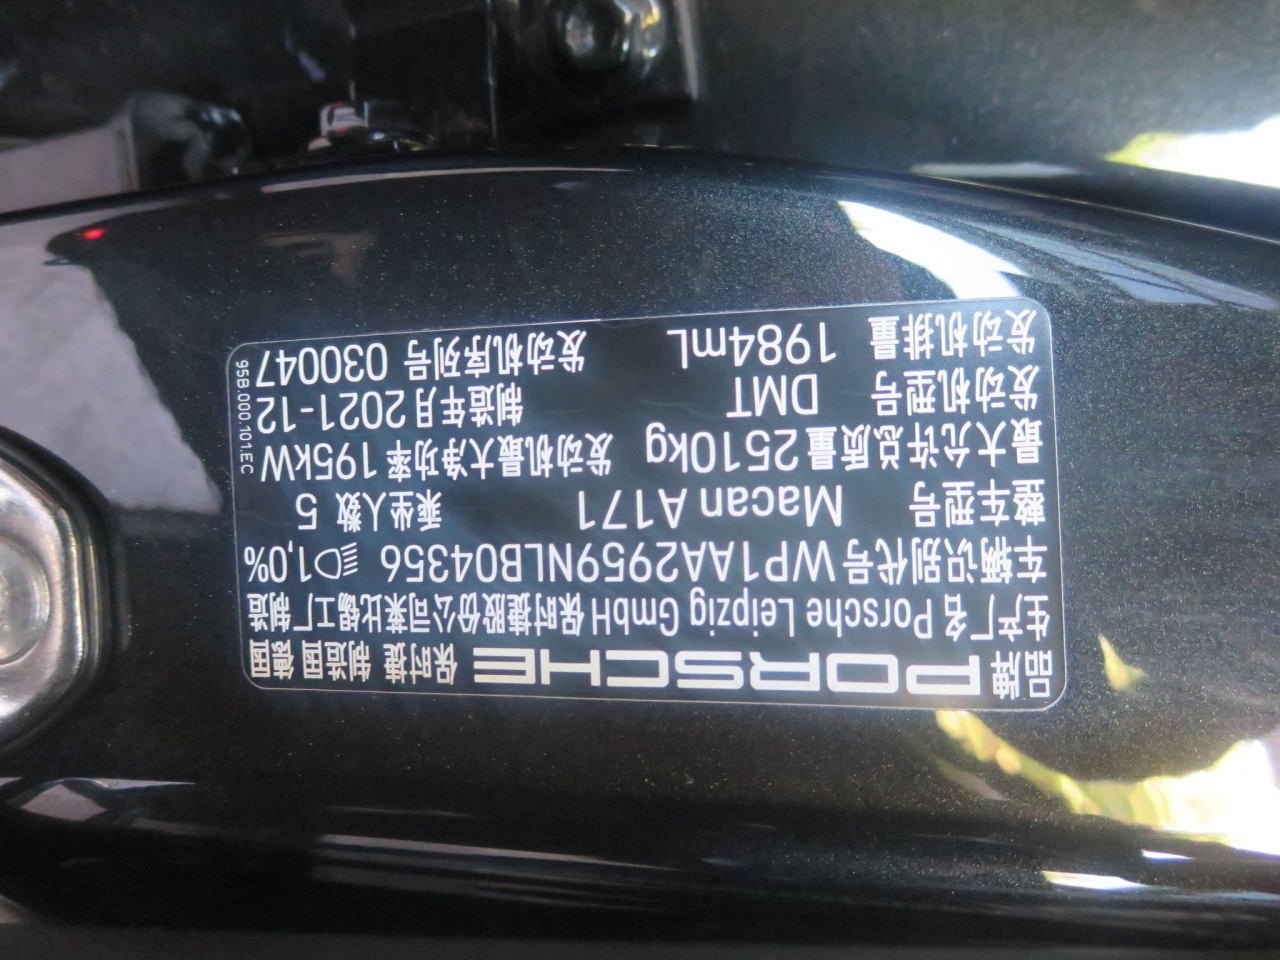 品牌 PORSCHE 保时捷 制造国 德国
生产厂名 Porsche Leipzig GmbH 保时捷股份公司莱比锡工厂制造
车辆识别代号 WP1AA2959NLB04356 1,0%
整车型号 Macan A171 乘坐人数 5
最大允许总质量 2510kg 发动机最大净功率 195kW
发动机型号 DMT 制造年月 2021-12
发动机排量 1984mL 发动机序列号 030047
95B.000.101EC